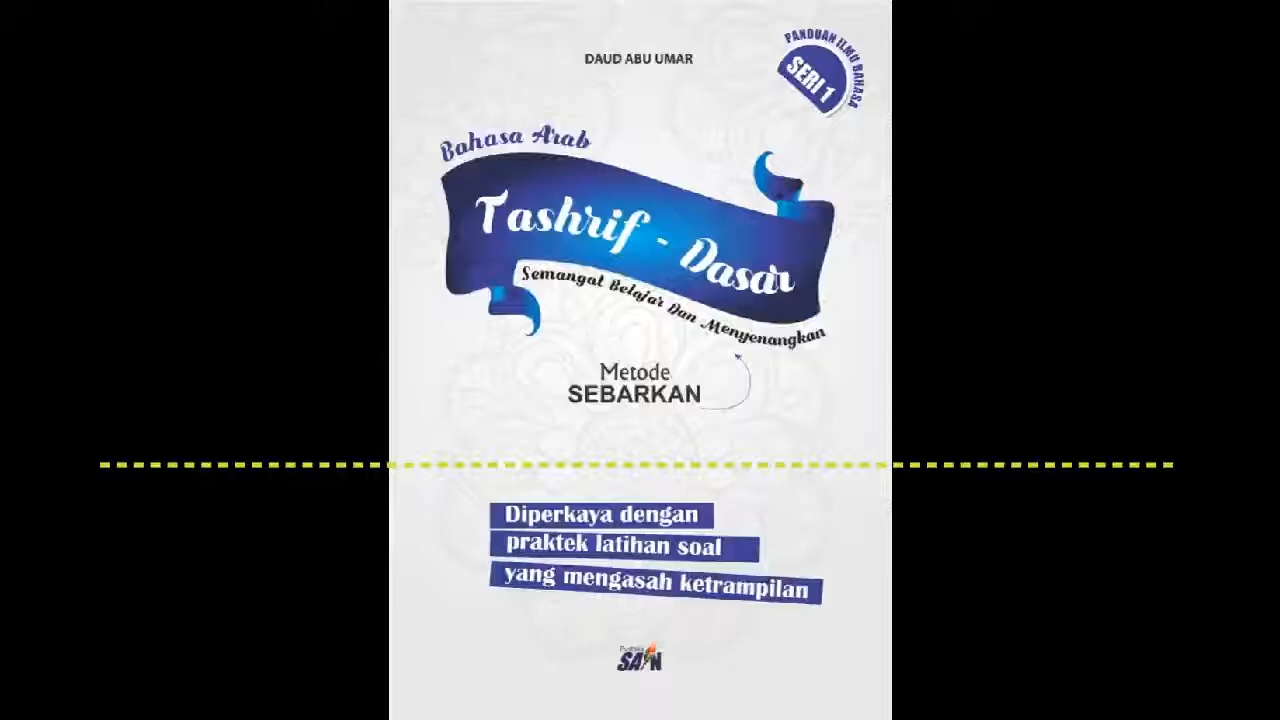 DAUD ABU UMAR
PANDUAN ILMU BAHASA
SERI 1
Bahasa Arab
Tashrif - Dasar
Semangat Belajar Dan Menyenangkan
Metode
SEBARKAN
Diperkaya dengan
praktek latihan soal
yang mengasah ketrampilan
Pustaka
SAIN